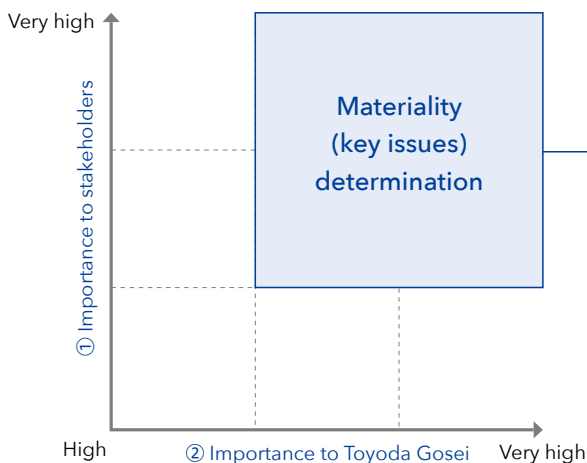 Very high
① Importance to stakeholders
Materiality
(key issues)
determination
High
② Importance to Toyoda Gosei
Very high